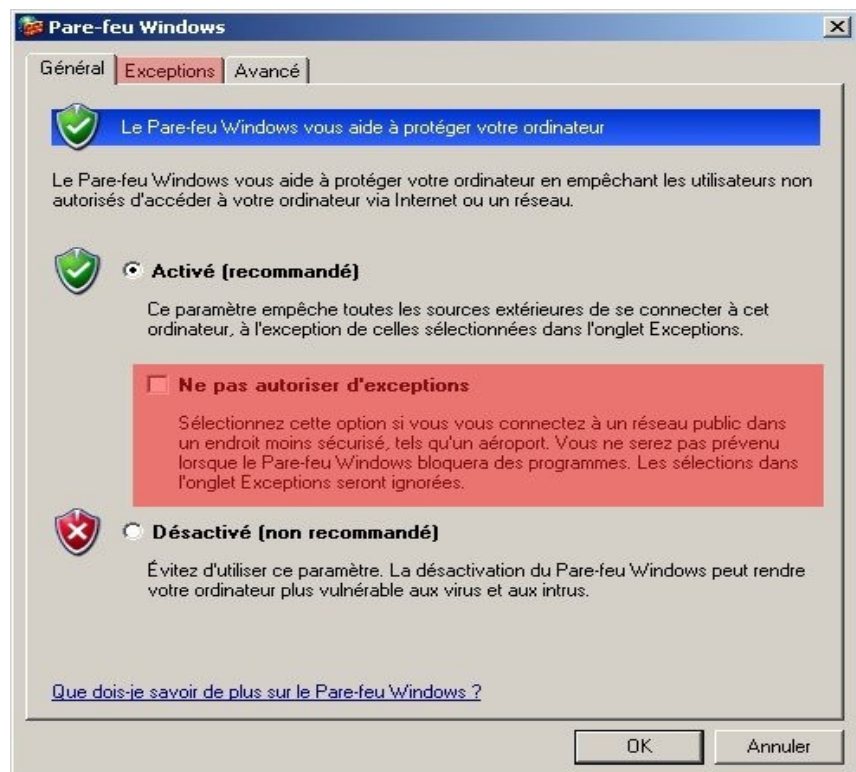 Pare-feu Windows
Général Exceptions Avancé
Le Pare-feu Windows vous aide à protéger votre ordinateur
Le Pare-feu Windows vous aide à protéger votre ordinateur en empêchant les utilisateurs non
autorisés d'accéder à votre ordinateur via Internet ou un réseau.
Activé (recommandé)
Ce paramètre empêche toutes les sources extérieures de se connecter à cet
ordinateur, à l'exception de celles sélectionnées dans l'onglet Exceptions.
Ne pas autoriser d'exceptions
Sélectionnez cette option si vous vous connectez à un réseau public dans
un endroit moins sécurisé, tels qu'un aéroport. Vous ne serez pas prévenu
lorsque le Pare-feu Windows bloquera des programmes. Les sélections dans
l'onglet Exceptions seront ignorées.
Désactivé (non recommandé)
Évitez d'utiliser ce paramètre. La désactivation du Pare-feu Windows peut rendre
votre ordinateur plus vulnérable aux virus et aux intrus.
Que dois-je savoir de plus sur le Pare-feu Windows ?
OK Annuler